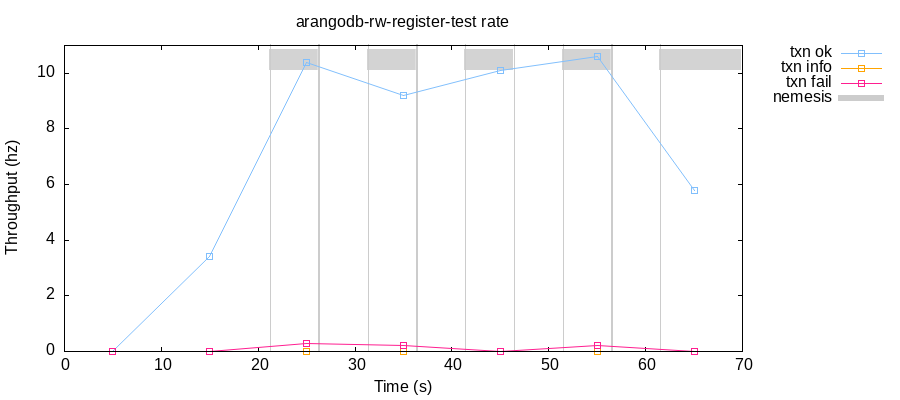 arangodb-rw-register-test rate
txn ok
txn info
txn fail
nemesis
Throughput (hz)
10
8
6
4
2
0
0 10 20 30 40 50 60 70
Time (s)